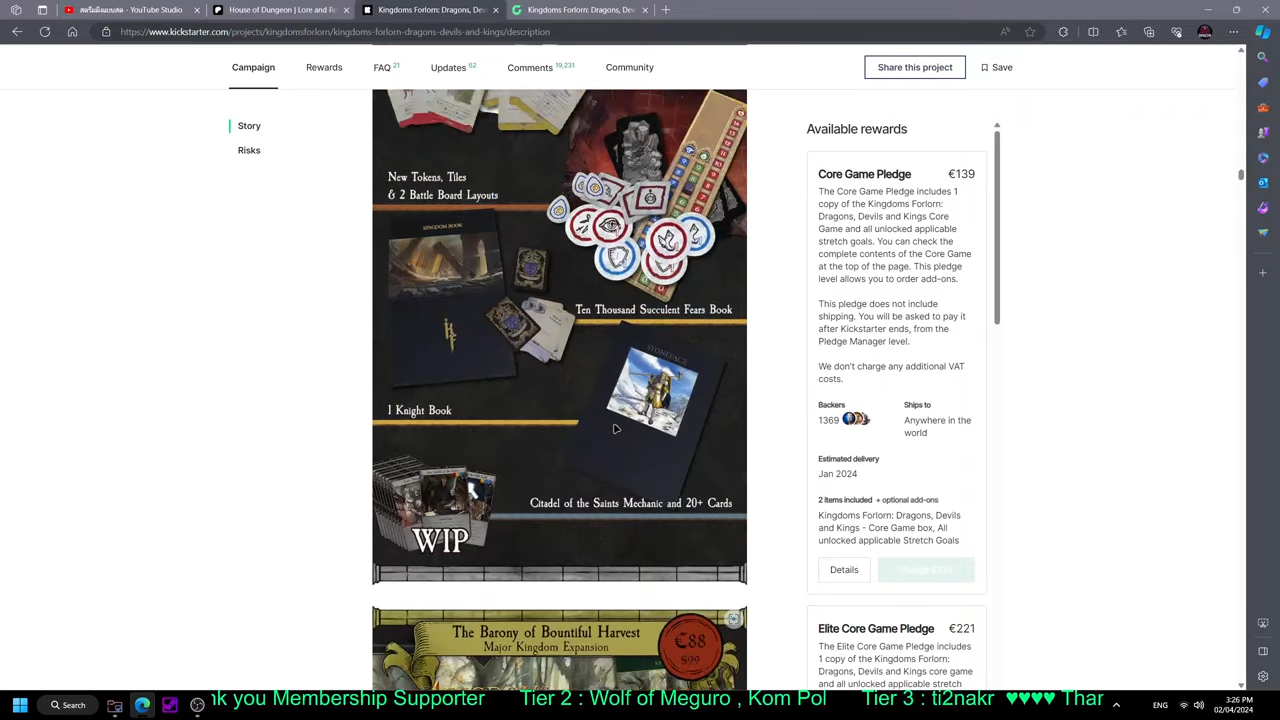 สตรีมมิงแบบสด - YouTube Studio
House of Dungeon | Lore and Re
Kingdoms Forlorn: Dragons, Dev
Kingdoms Forlorn: Dragons, Dev
https://www.kickstarter.com/projects/kingdomsforlorn/kingdoms-forlorn-dragons-devils-and-kings/description
Campaign
Rewards
FAQ 21
Updates 62
Comments 19,231
Community
Share this project
Save
Story
Risks
New Tokens, Tiles
& 2 Battle Board Layouts
KINGDOM BOOK
Ten Thousand Succulent Fears Book
STONEFACE
1 Knight Book
Citadel of the Saints Mechanic and 20+ Cards
WIP
The Barony of Bountiful Harvest
Major Kingdom Expansion
€88
$99
Available rewards
Core Game Pledge €139
The Core Game Pledge includes 1
copy of the Kingdoms Forlorn:
Dragons, Devils and Kings Core
Game and all unlocked applicable
stretch goals. You can check the
complete contents of the Core Game
at the top of the page. This pledge
level allows you to order add-ons.
This pledge does not include
shipping. You will be asked to pay it
after Kickstarter ends, from the
Pledge Manager level.
We don't charge any additional VAT
costs.
Backers
1369
Ships to
Anywhere in the
world
Estimated delivery
Jan 2024
2 items included + optional add-ons
Kingdoms Forlorn: Dragons, Devils
and Kings - Core Game box, All
unlocked applicable Stretch Goals
Details
Elite Core Game Pledge €221
The Elite Core Game Pledge includes
1 copy of the Kingdoms Forlorn:
Dragons, Devils and Kings core
game and all unlocked applicable
nk you Membership Supporter Tier 2 : Wolf of Meguro , Kom Pol Tier 3 : ti2nakr ♥♥♥♥ Thar
Search
ENG
3:26 PM
02/04/2024